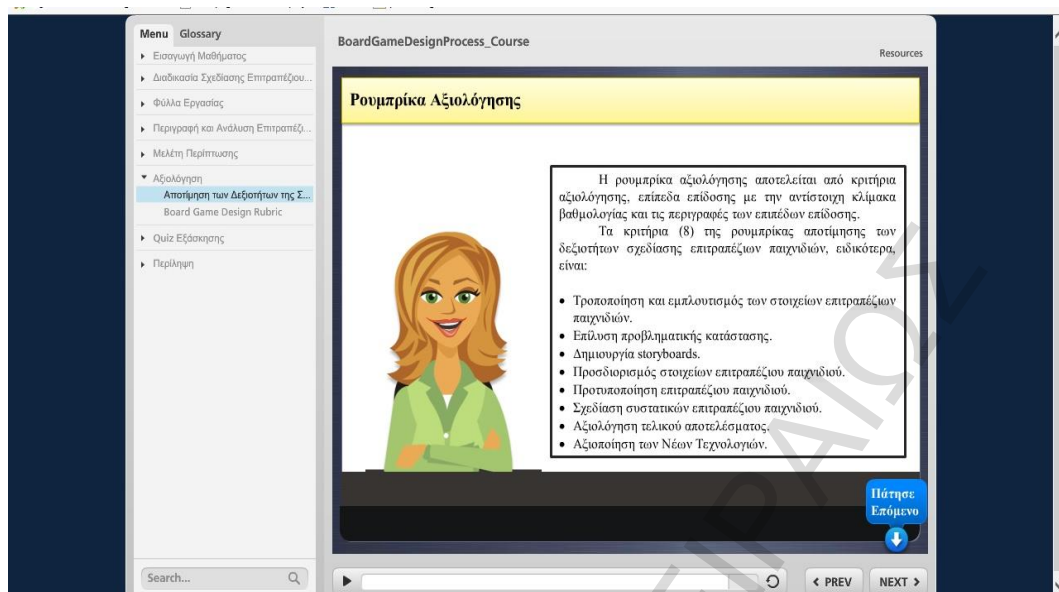 Menu Glossary
Εισαγωγή Μαθήματος
Διαδικασία Σχεδίασης Επιτραπέζιου...
Φύλλα Εργασίας
Περιγραφή και Ανάλυση Επιτραπέζι...
Μελέτη Περίπτωσης
Αξιολόγηση
Αποτίμηση των Δεξιοτήτων της Σ...
Board Game Design Rubric
Quiz Εξάσκησης
Περίληψη
Search...
BoardGameDesignProcess_Course
Resources
Ρουμπρίκα Αξιολόγησης
Η ρουμπρίκα αξιολόγησης αποτελείται από κριτήρια
αξιολόγησης, επίπεδα επίδοσης με την αντίστοιχη κλίμακα
βαθμολογίας και τις περιγραφές των επιπέδων επίδοσης.
Τα κριτήρια (8) της ρουμπρίκας αποτίμησης των
δεξιοτήτων σχεδίασης επιτραπέζιων παιχνιδιών, ειδικότερα,
είναι:
• Τροποποίηση και εμπλουτισμός των στοιχείων επιτραπέζιων
παιχνιδιών.
• Επίλυση προβληματικής κατάστασης.
• Δημιουργία storyboards.
• Προσδιορισμός στοιχείων επιτραπέζιου παιχνιδιού.
• Προτυποποίηση επιτραπέζιου παιχνιδιού.
• Σχεδίαση συστατικών επιτραπέζιου παιχνιδιού.
• Αξιολόγηση τελικού αποτελέσματος.
• Αξιοποίηση των Νέων Τεχνολογιών.
Πάτησε
Επόμενο
PREV NEXT
ΠΕΙΡΑΙΩΣ